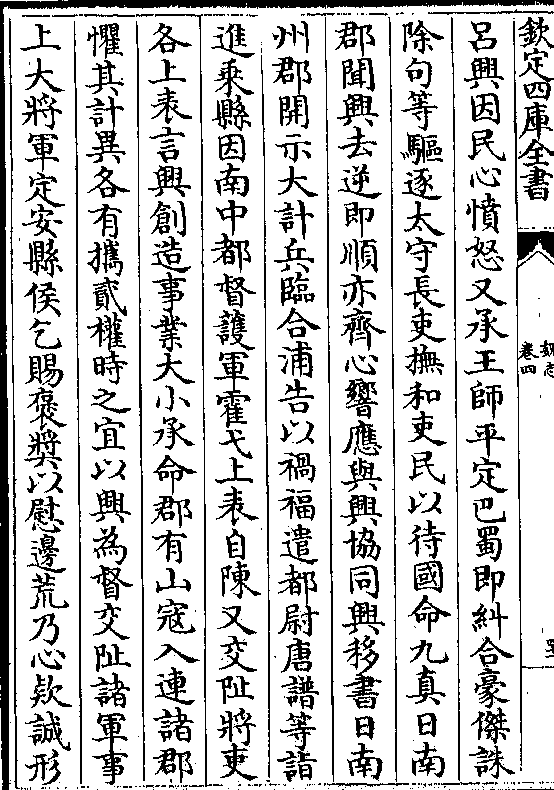 欽定四庫全書
魏志
卷四
呂興因民心憤怒又承王師平定巴蜀即糾合豪傑誅
除句等驅逐太守長吏撫和吏民以待國命九真日南
郡聞興去逆即順亦齊心響應與興協同興移書日南
州郡開示大計兵臨合浦告以禍福遣都尉唐譜等詣
進乘縣因南中都督護軍霍弋上表自陳又交阯將吏
各上表言興創造事業大小承命郡有山寇入連諸郡
懼其計異各有攜貳權時之宜以興為督交阯諸軍事
上大將軍定安縣侯乞賜褒奬以慰邊荒乃心欵誠形